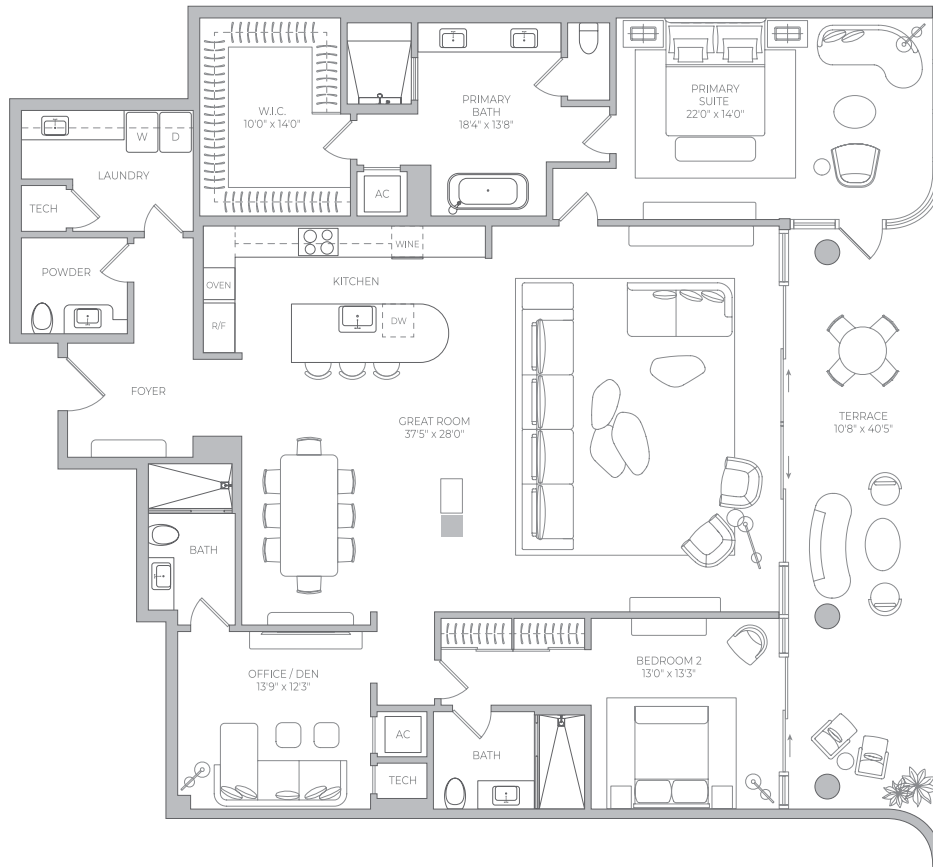 PRIMARY
SUITE
22'0" x 14'0"
W.I.C.
10'0" x 14'0"
PRIMARY
BATH
18'4" x 13'8"
W
D
LAUNDRY
AC
TECH
WINE
POWDER
KITCHEN
OVEN
R/F
DW
FOYER
GREAT ROOM
37'5" x 28'0"
TERRACE
10'8" x 40'5"
BATH
OFFICE / DEN
13'9" x 12'3"
BEDROOM 2
13'0" x 13'3"
AC
BATH
TECH